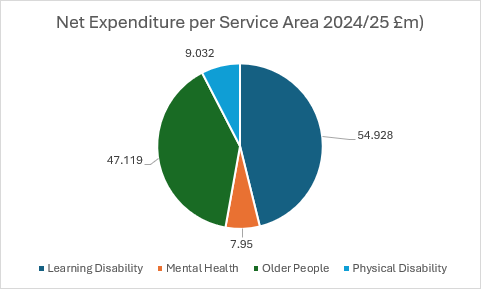 Net Expenditure per Service Area 2024/25 £m)
9.032
54.928
47.119
7.95
Learning Disability Mental Health Older People Physical Disability